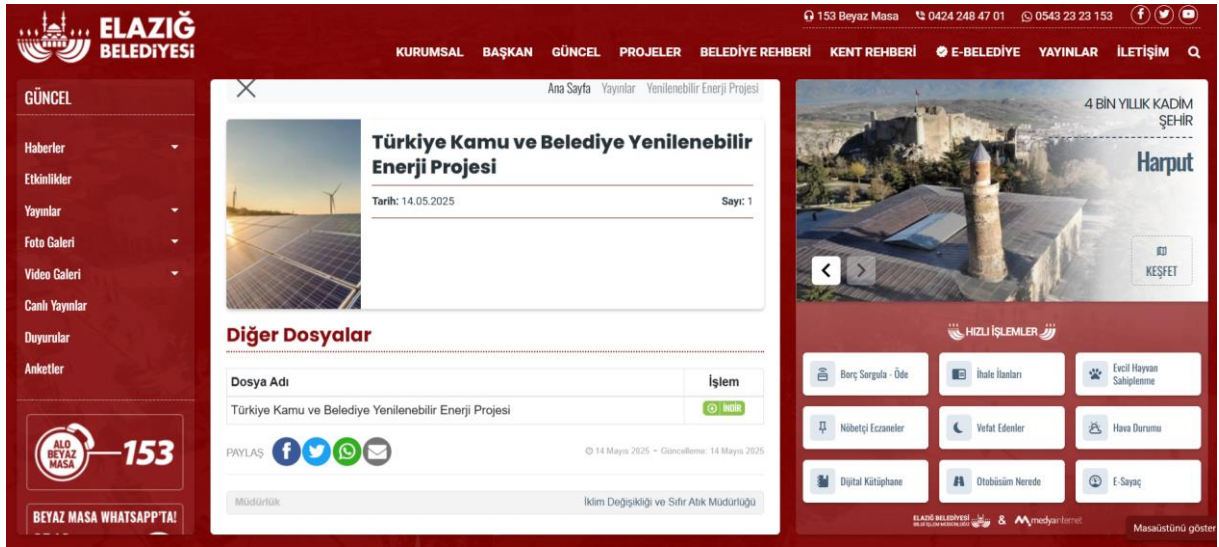 ELAZIĞ
BELEDİYESİ
153 Beyaz Masa 0424 248 47 01 0543 23 23 153
KURUMSAL BAŞKAN GÜNCEL PROJELER BELEDİYE REHBERİ KENT REHBERİ E-BELEDİYE YAYINLAR İLETİŞİM
GÜNCEL
Haberler
Etkinlikler
Yayınlar
Foto Galeri
Video Galeri
Canlı Yayınlar
Duyurular
Anketler
ALO
BEYAZ
MASA
153
BEYAZ MASA WHATSAPP'TA!
Ana Sayfa Yayınlar Yenilenebilir Enerji Projesi
Türkiye Kamu ve Belediye Yenilenebilir
Enerji Projesi
Tarih: 14.05.2025 Sayı: 1
Diğer Dosyalar
Dosya Adı İşlem
Türkiye Kamu ve Belediye Yenilenebilir Enerji Projesi İNDİR
PAYLAŞ
14 Mayıs 2025 - Güncelleme: 14 Mayıs 2025
Müdürlük İklim Değişikliği ve Sıfır Atık Müdürlüğü
4 BİN YILLIK KADİM
ŞEHİR
Harput
KEŞFET
HIZLI İŞLEMLER
Borç Sorgula - Öde
İhale İlanları
Evcil Hayvan
Sahiplenme
Nöbetçi Eczaneler
Vefat Edenler
Hava Durumu
Dijital Kütüphane
Otobüsüm Nerede
E-Sayaç
ELAZIĞ BELEDİYESİ
BİLGİ İŞLEM MÜDÜRLÜĞÜ & medyainternet
Masaüstünü göster